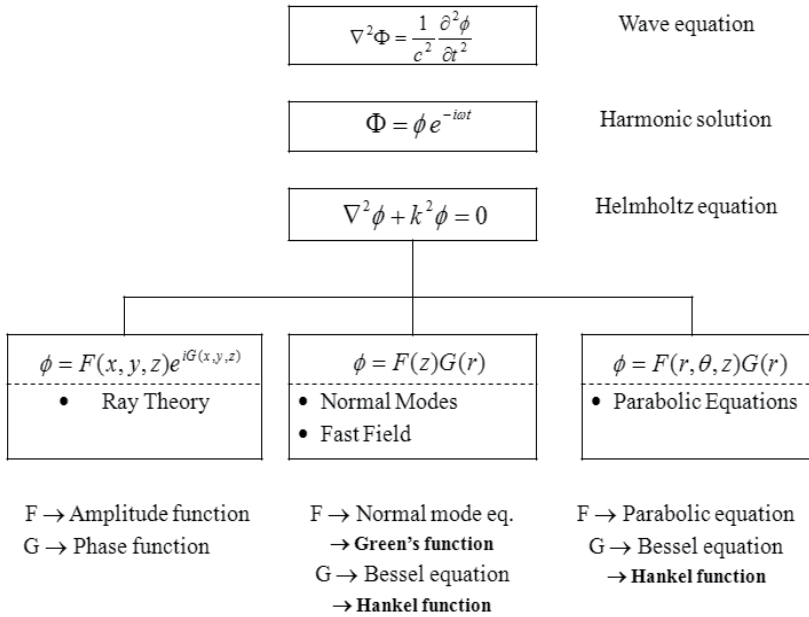 ∇²Φ = 1/c² ∂²ϕ/∂t² Wave equation
Φ = ϕe^{-iωt} Harmonic solution
∇²ϕ + k²ϕ = 0 Helmholtz equation
ϕ = F(x, y, z)e^{iG(x,y,z)}
• Ray Theory
F → Amplitude function
G → Phase function
ϕ = F(z)G(r)
• Normal Modes
• Fast Field
F → Normal mode eq.
→ Green's function
G → Bessel equation
→ Hankel function
ϕ = F(r, θ, z)G(r)
• Parabolic Equations
F → Parabolic equation
G → Bessel equation
→ Hankel function